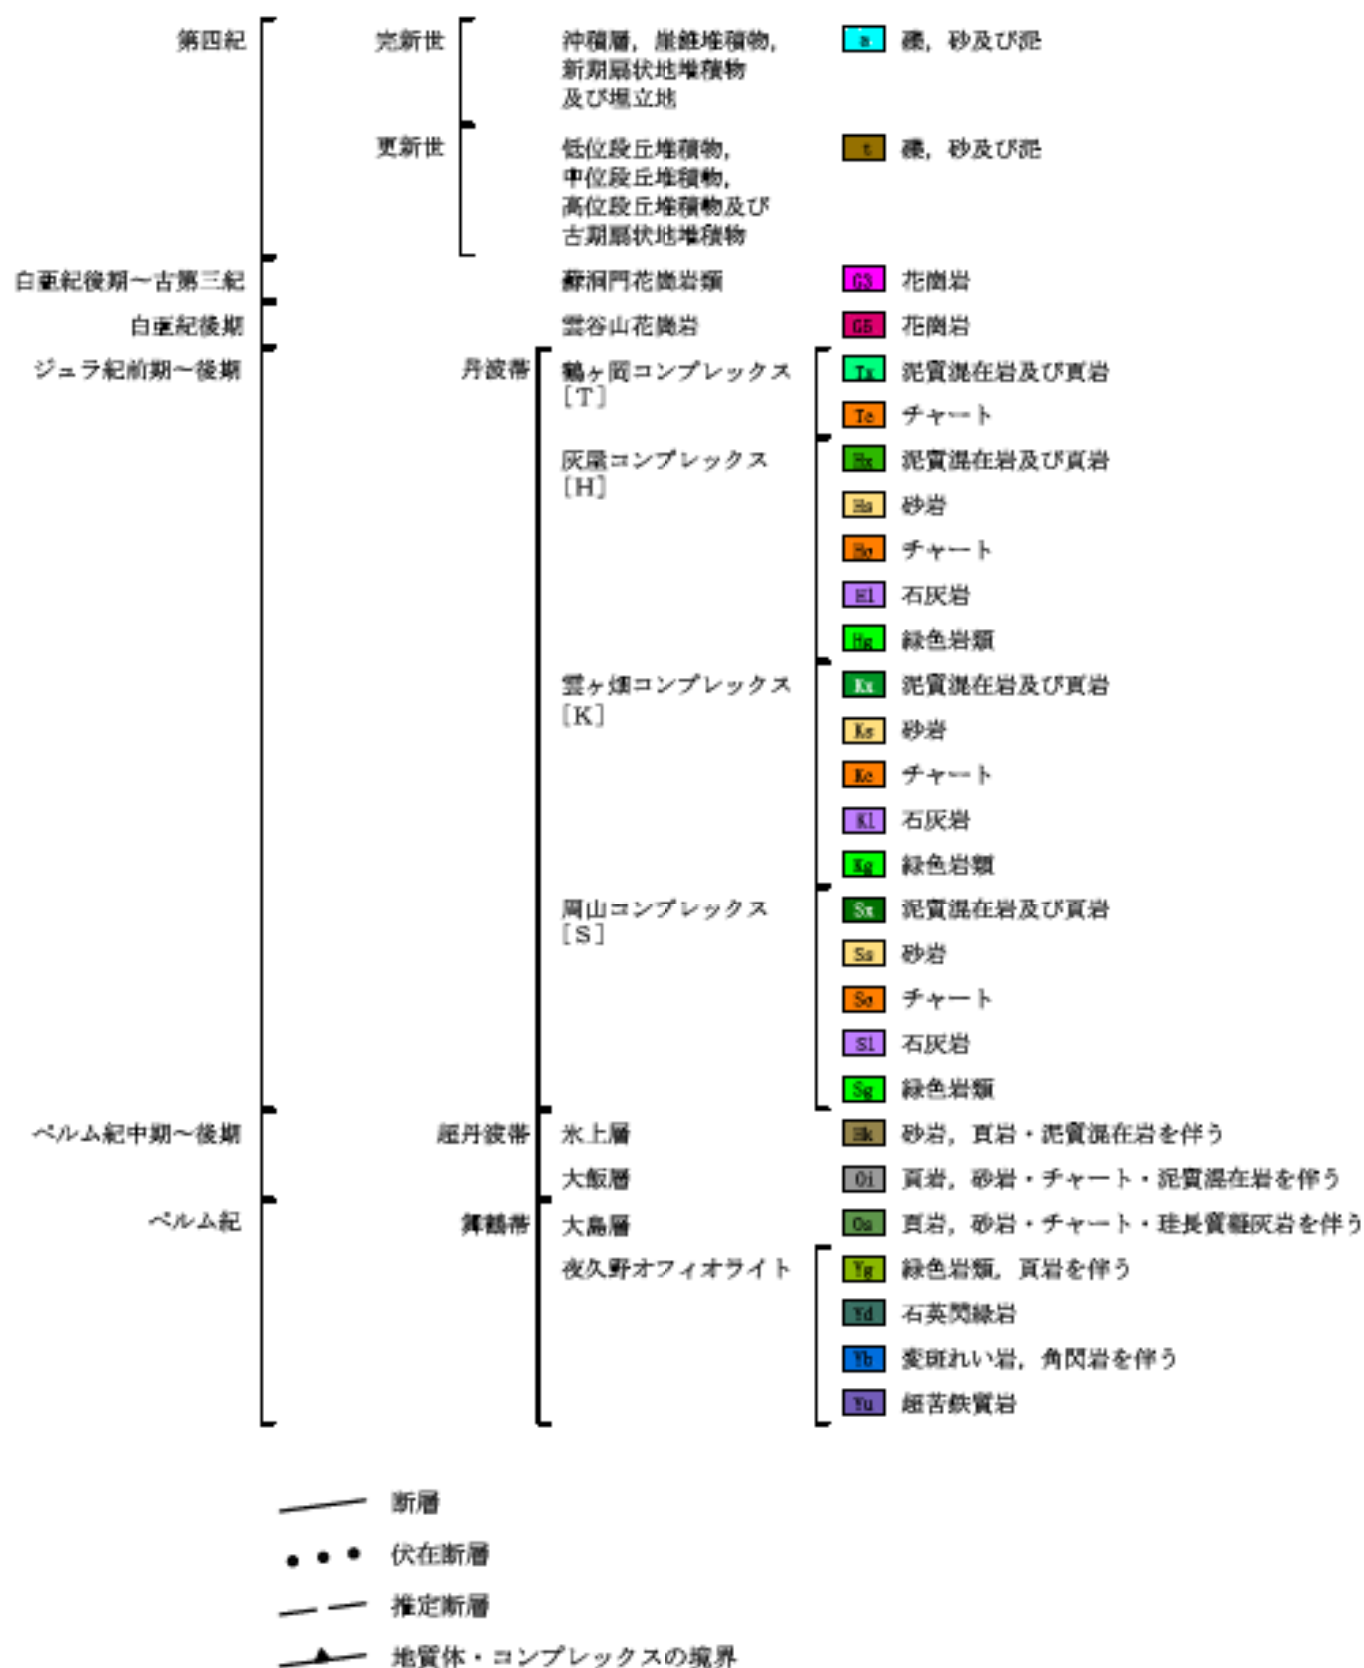 第四紀 完新世 沖積層，崖錐堆積物， a 礫，砂及び泥
新期扇状地堆積物
及び埋立地
更新世 低位段丘堆積物， t 礫，砂及び泥
中位段丘堆積物，
高位段丘堆積物及び
古期扇状地堆積物
白亜紀後期～古第三紀 蘇洞門花崗岩類 G3 花崗岩
白亜紀後期 雲谷山花崗岩 G5 花崗岩
ジュラ紀前期～後期 丹波帯 鶴ヶ岡コンプレックス Tx 泥質混在岩及び頁岩
[T]
Tc チャート
灰屋コンプレックス Hx 泥質混在岩及び頁岩
[H]
Hs 砂岩
Hc チャート
Hl 石灰岩
Hg 緑色岩類
雲ヶ畑コンプレックス Kx 泥質混在岩及び頁岩
[K]
Ks 砂岩
Kc チャート
Kl 石灰岩
Kg 緑色岩類
周山コンプレックス Sx 泥質混在岩及び頁岩
[S]
Ss 砂岩
Sc チャート
Sl 石灰岩
Sg 緑色岩類
ペルム紀中期～後期 超丹波帯 氷上層 Hk 砂岩，頁岩・泥質混在岩を伴う
大飯層 Oi 頁岩，砂岩・チャート・泥質混在岩を伴う
ペルム紀 舞鶴帯 大島層 Os 頁岩，砂岩・チャート・珪長質凝灰岩を伴う
夜久野オフィオライト Yg 緑色岩類，頁岩を伴う
Yd 石英閃緑岩
Yb 変斑れい岩，角閃岩を伴う
Yu 超苦鉄質岩
断層
伏在断層
推定断層
地質体・コンプレックスの境界